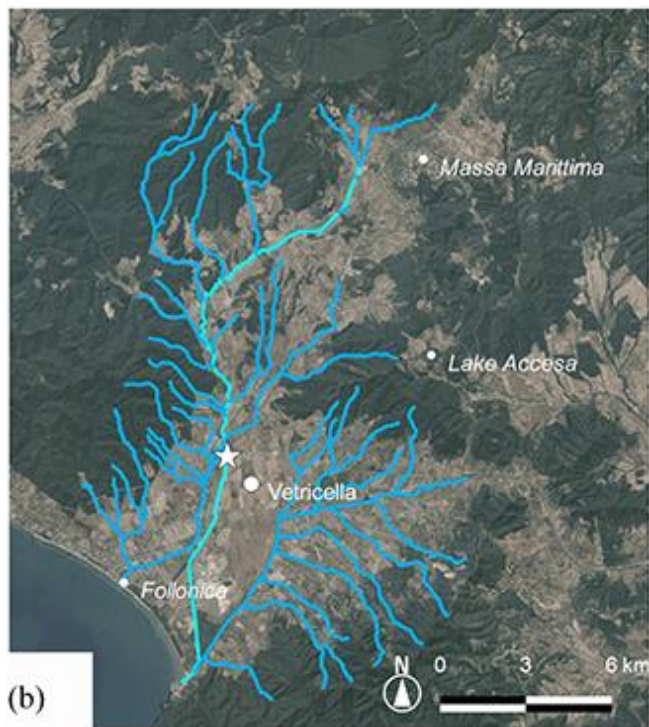 Massa Marittima
Lake Accesa
Vetricella
Follonica
N
0 3 6 km
(b)